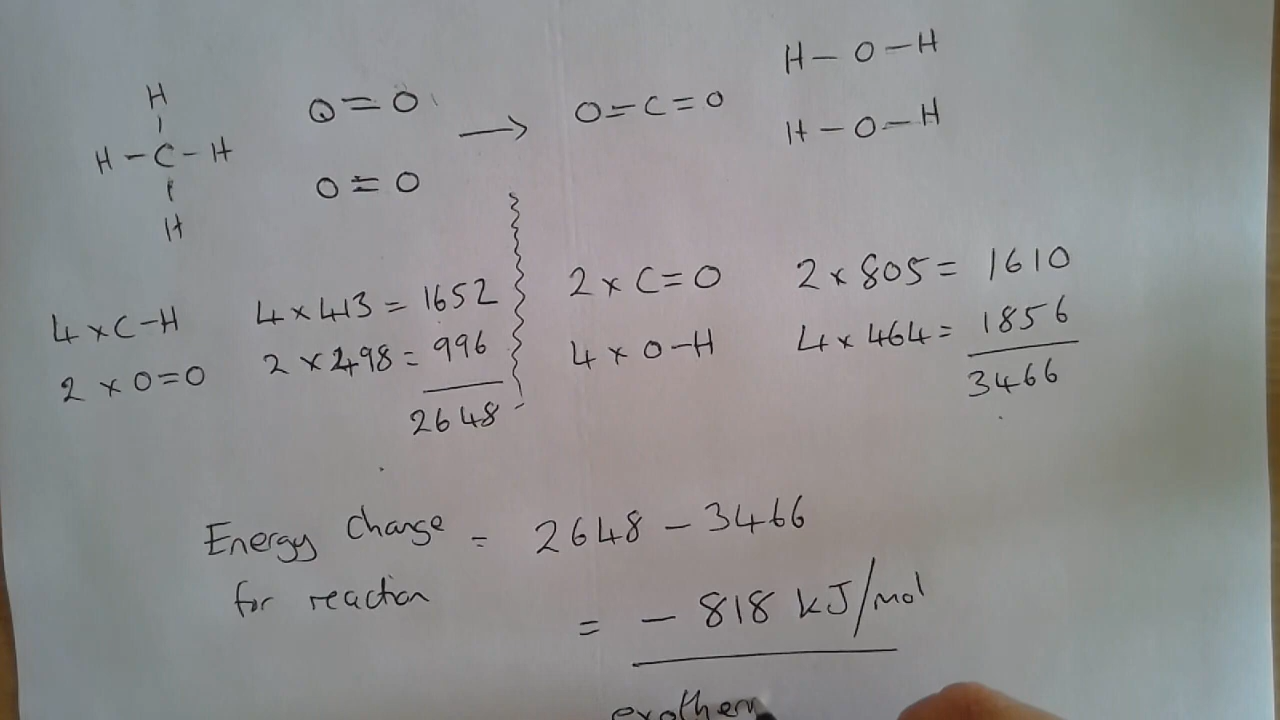 H
H - C - H
H
O = O
O = O
→
O = C = O
H - O - H
H - O - H
4 x C-H
2 x O=O
4 x 413 = 1652
2 x 498 = 996
2648
2 x C=O
4 x O-H
2 x 805 = 1610
4 x 464 = 1856
3466
Energy change = 2648 - 3466
for reaction
= - 818 kJ/mol
exotherm